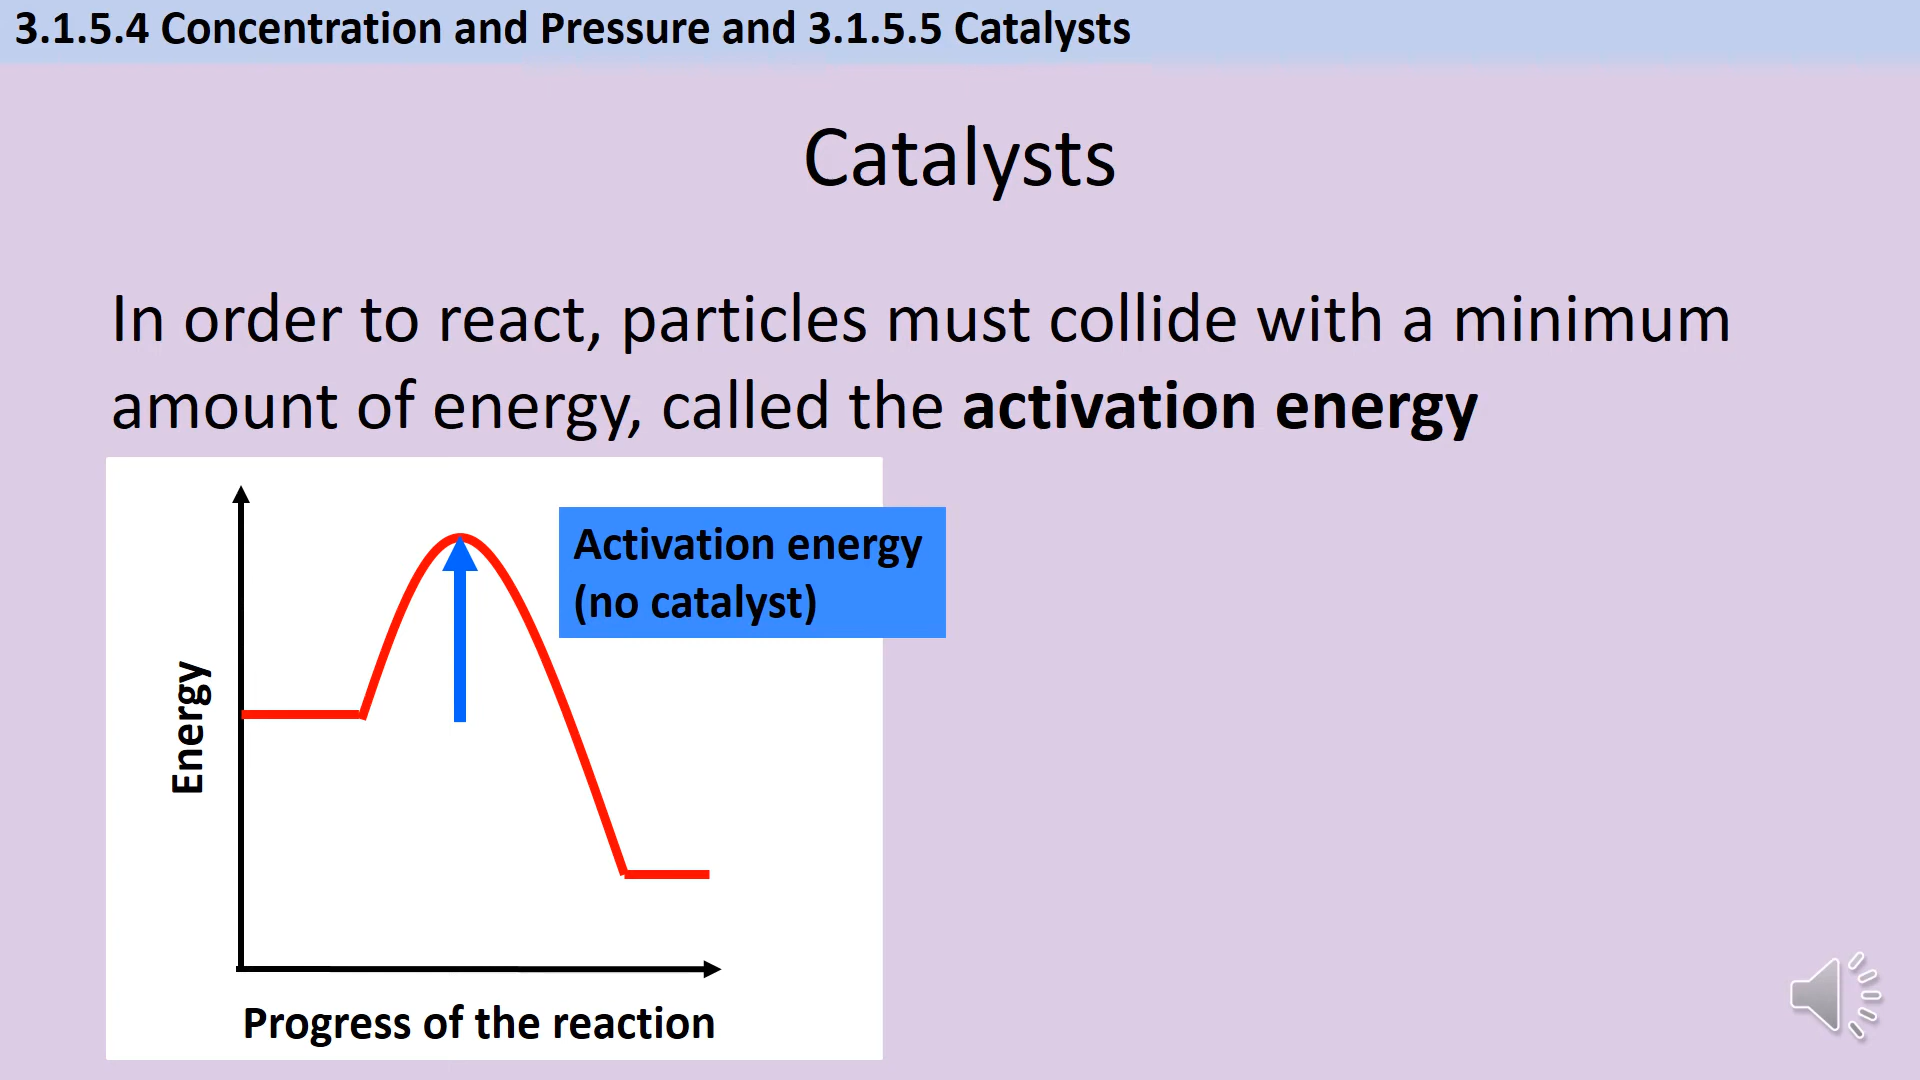 3.1.5.4 Concentration and Pressure and 3.1.5.5 Catalysts
Catalysts
In order to react, particles must collide with a minimum
amount of energy, called the activation energy
Activation energy
(no catalyst)
Energy
Progress of the reaction